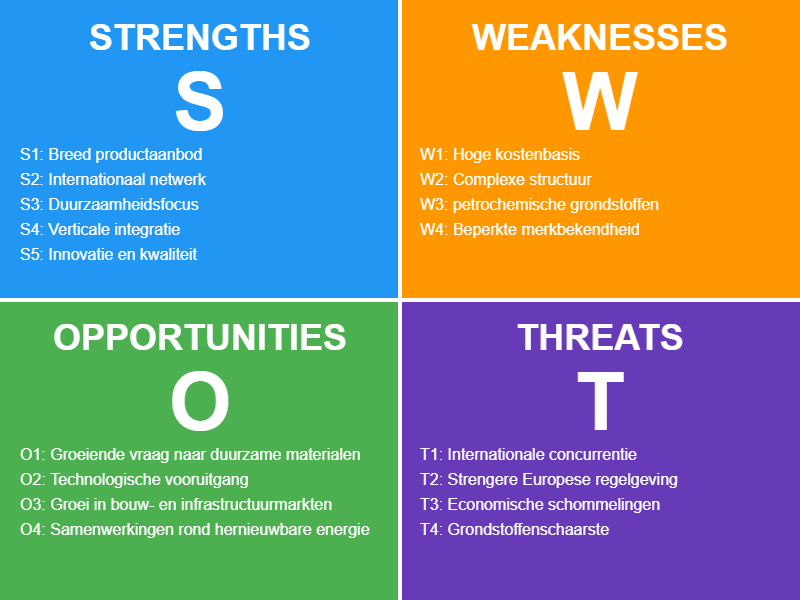 STRENGTHS
S
S1: Breed productaanbod
S2: Internationaal netwerk
S3: Duurzaamheidsfocus
S4: Verticale integratie
S5: Innovatie en kwaliteit
WEAKNESSES
W
W1: Hoge kostenbasis
W2: Complexe structuur
W3: petrochemische grondstoffen
W4: Beperkte merkbekendheid
OPPORTUNITIES
O
O1: Groeiende vraag naar duurzame materialen
O2: Technologische vooruitgang
O3: Groei in bouw- en infrastructuurmarkten
O4: Samenwerkingen rond hernieuwbare energie
THREATS
T
T1: Internationale concurrentie
T2: Strengere Europese regelgeving
T3: Economische schommelingen
T4: Grondstoffenschaarste